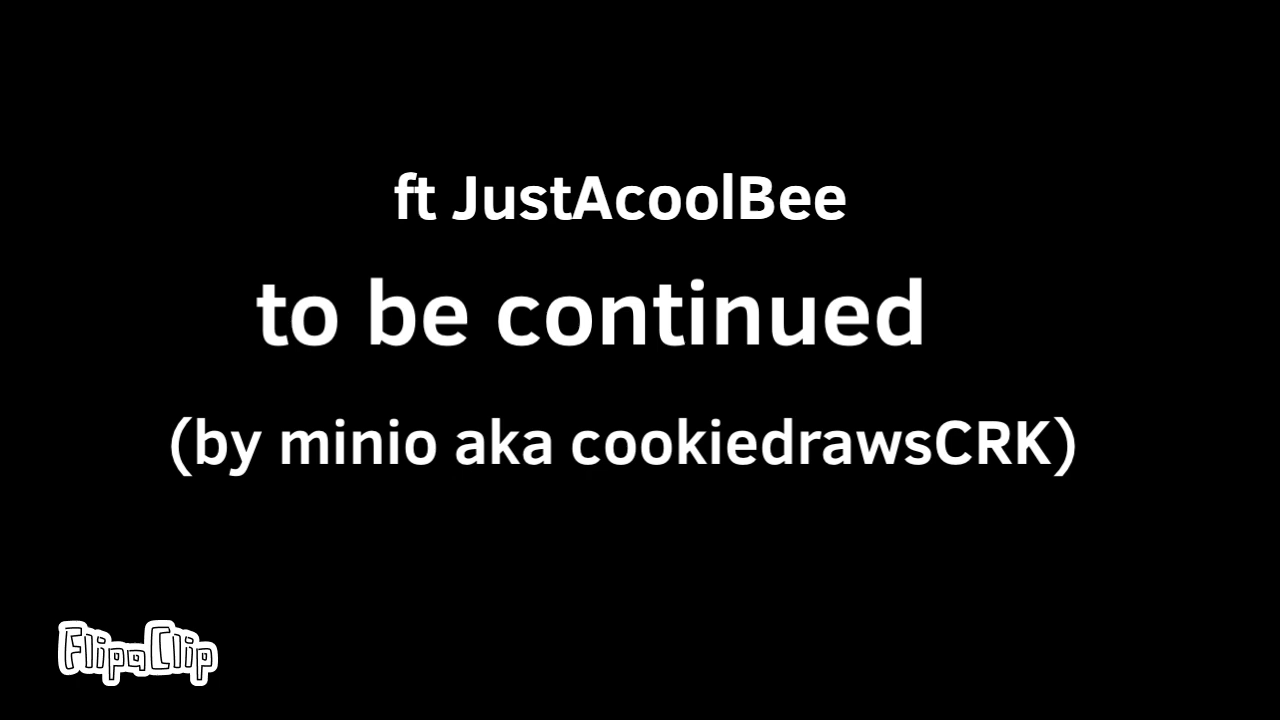 ft JustAcoolBee
to be continued
(by minio aka cookiedrawsCRK)
FlipaClip